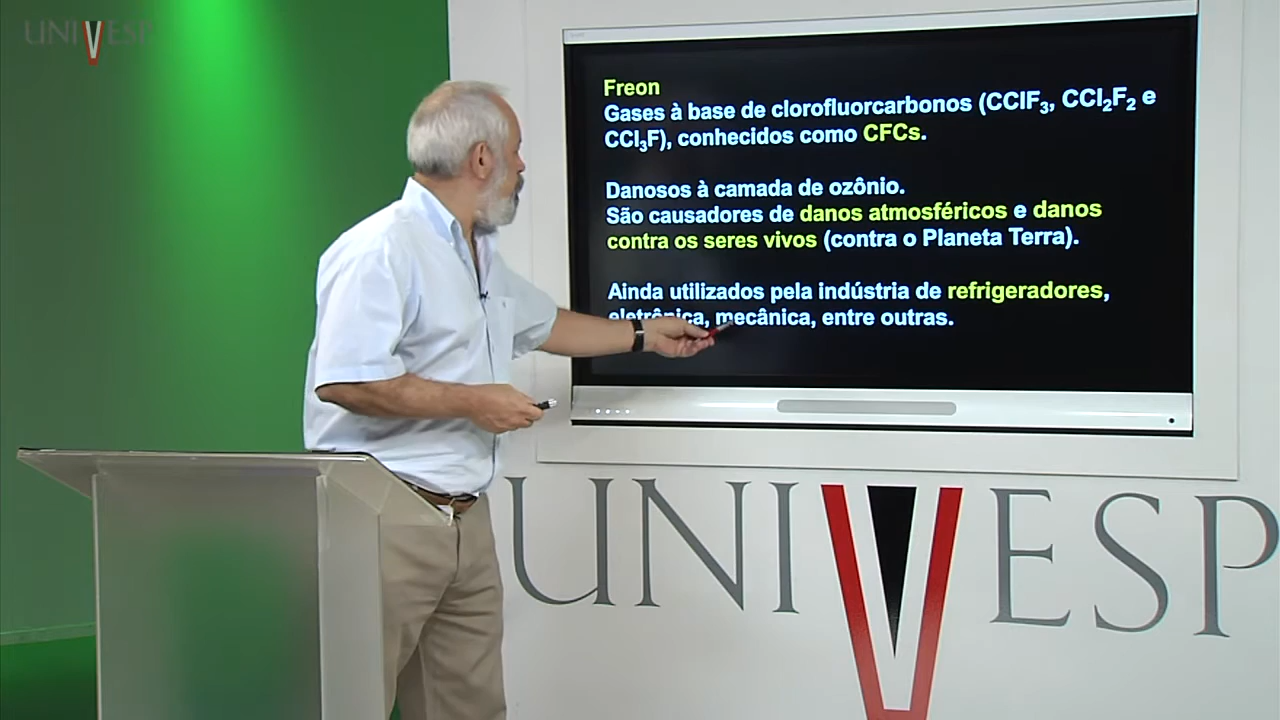 UNIVESP
Freon
Gases à base de clorofluorcarbonos (CClF₃, CCl₂F₂ e
CCl₃F), conhecidos como CFCs.
Danosos à camada de ozônio.
São causadores de danos atmosféricos e danos
contra os seres vivos (contra o Planeta Terra).
Ainda utilizados pela indústria de refrigeradores,
eletrônica, mecânica, entre outras.
UNIVESP